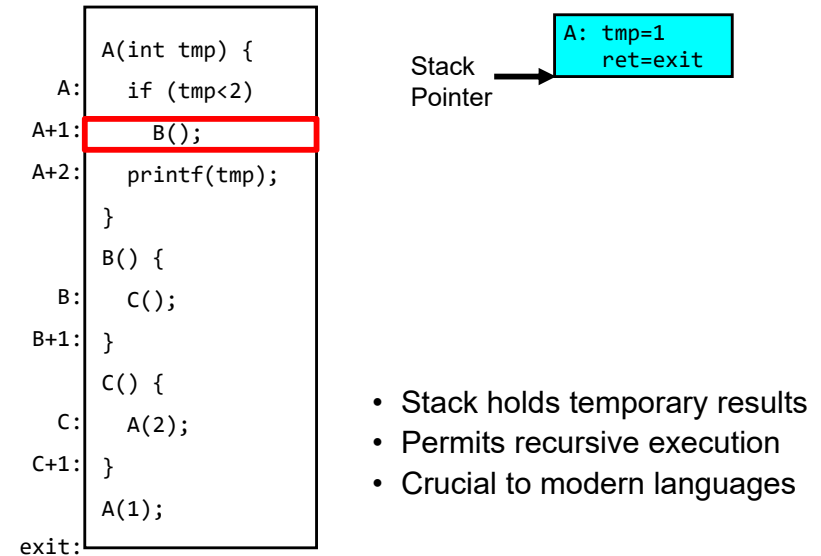 A(int tmp) {
A: if (tmp<2)
A+1: B();
A+2: printf(tmp);
}
B() {
B: C();
B+1: }
C() {
C: A(2);
C+1: }
A(1);
exit:
Stack
Pointer
A: tmp=1
ret=exit
• Stack holds temporary results
• Permits recursive execution
• Crucial to modern languages